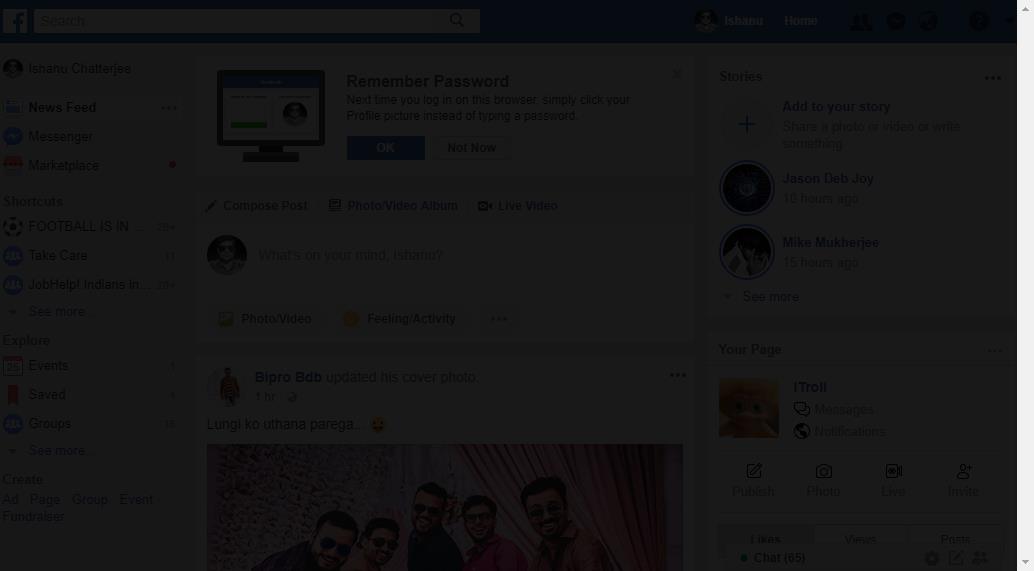 Search
Ishanu
Home
Ishanu Chatterjee
News Feed
Messenger
Marketplace
Shortcuts
FOOTBALL IS IN ...
20+
Take Care
11
JobHelp! Indians in...
20+
See more...
Explore
25
Events
Saved
Groups
See more...
Create
Ad Page Group Event
Fundraiser
Remember Password
Next time you log in on this browser, simply click your
Profile picture instead of typing a password.
OK
Not Now
Compose Post
Photo/Video Album
Live Video
What's on your mind, Ishanu?
Photo/Video
Feeling/Activity
Bipro Bdb updated his cover photo.
1 hr
Lungi ko uthana parega...
Stories
Add to your story
Share a photo or video or write
something
Jason Deb Joy
Mike Mukherjee
15 hours ago
See more
Your Page
iTroll
Messages
Notifications
Publish
Photo
Live
Invite
Likes
Views
Posts
Chat (65)